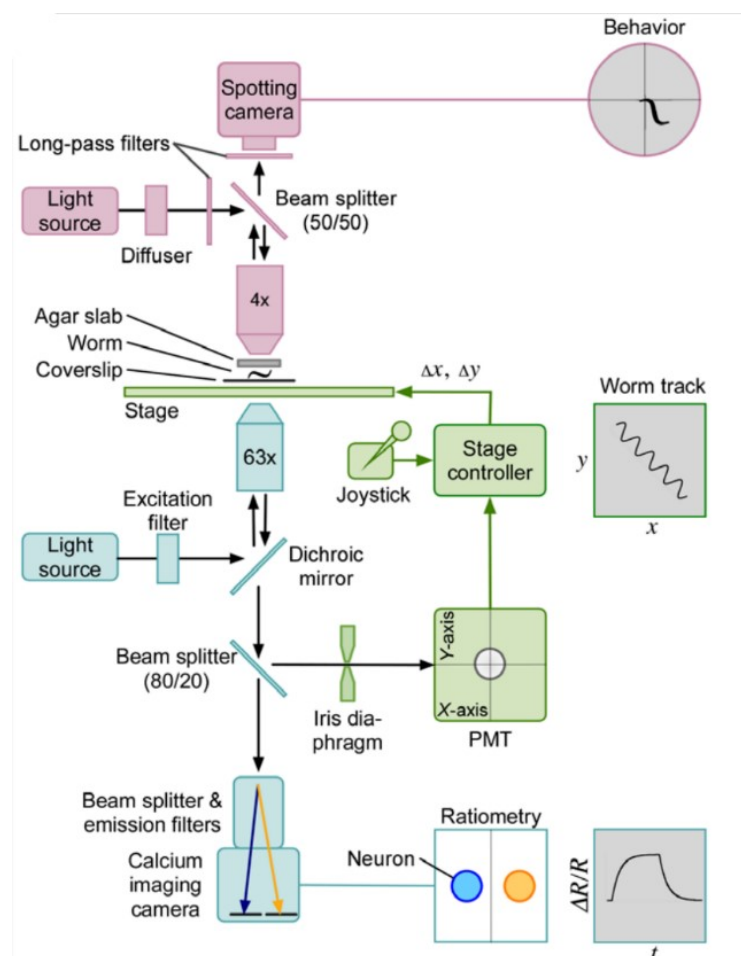 Behavior
Spotting
camera
Long-pass filters
Light
source
Beam splitter
(50/50)
Diffuser
4x
Agar slab
Worm
Coverslip
Δx, Δy
Worm track
Stage
63x
Stage
controller
y
Joystick
Excitation
filter
x
Light
source
Dichroic
mirror
Beam splitter
(80/20)
Y-axis
X-axis
Iris dia-
phragm
PMT
Beam splitter &
emission filters
Ratiometry
Neuron
Calcium
imaging
camera
ΔR/R
t